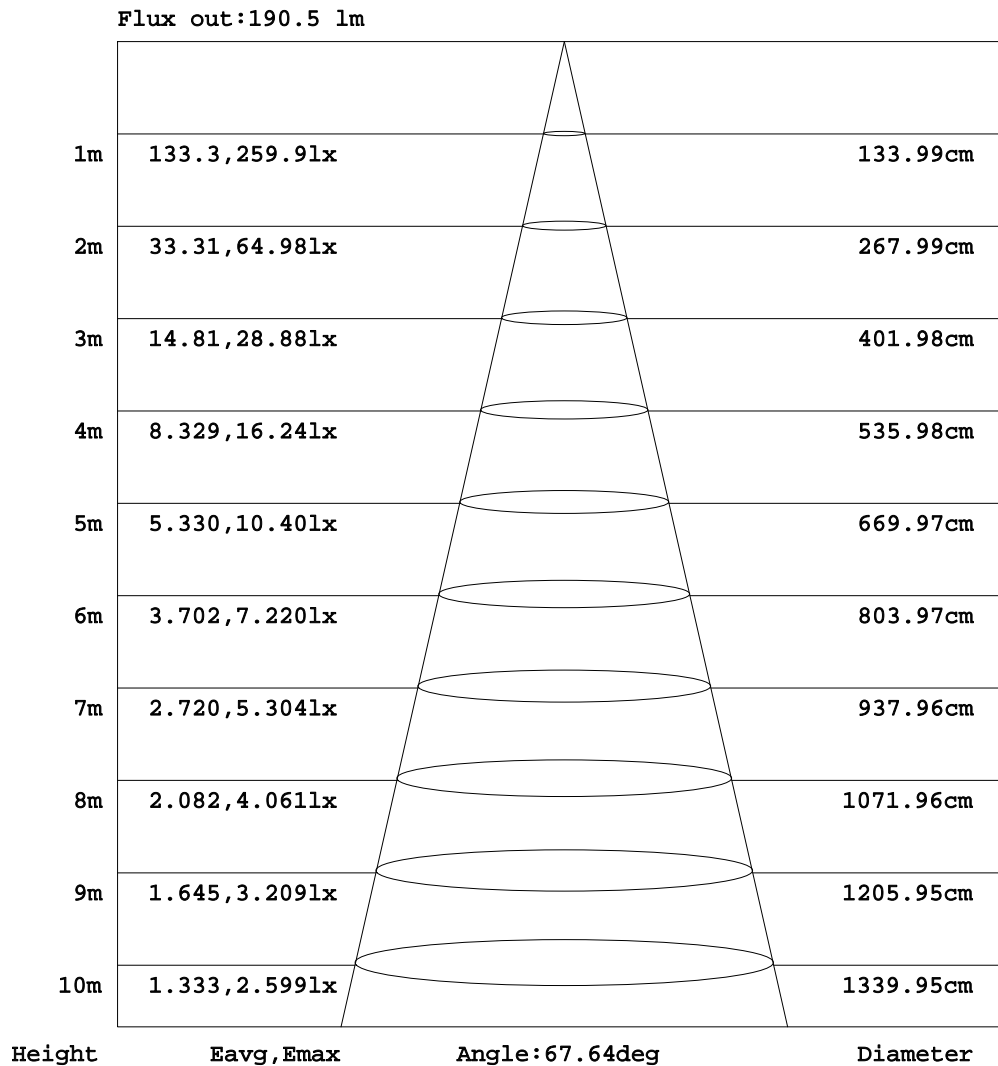 Flux out:190.5 lm
1m 133.3,259.9lx 133.99cm
2m 33.31,64.98lx 267.99cm
3m 14.81,28.88lx 401.98cm
4m 8.329,16.24lx 535.98cm
5m 5.330,10.40lx 669.97cm
6m 3.702,7.220lx 803.97cm
7m 2.720,5.304lx 937.96cm
8m 2.082,4.061lx 1071.96cm
9m 1.645,3.209lx 1205.95cm
10m 1.333,2.599lx 1339.95cm
Height Eavg,Emax Angle:67.64deg Diameter